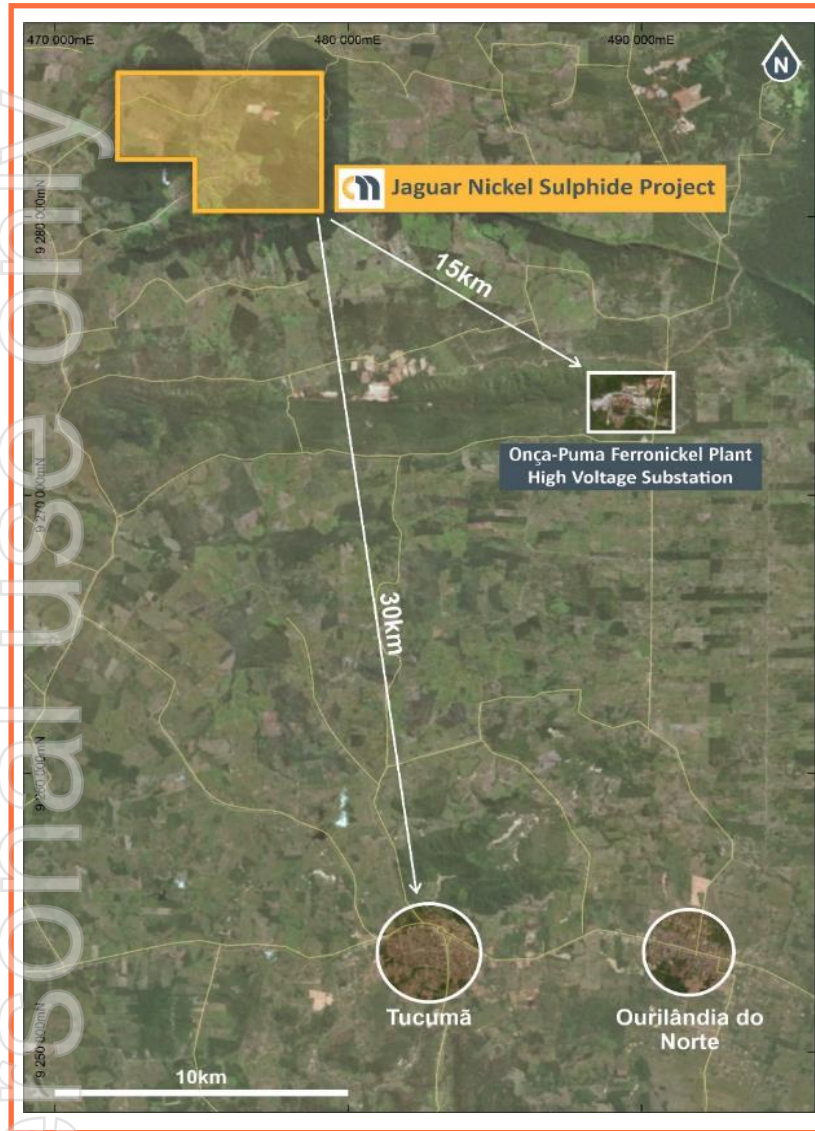 470 000mE
480 000mE
490 000mE
N
Jaguar Nickel Sulphide Project
9 280 000mN
15km
Onça-Puma Ferronickel Plant
High Voltage Substation
9 270 000mN
30km
9 260 000mN
Tucumã
Ourilândia do
Norte
9 250 000mN
10km
ersonal use only